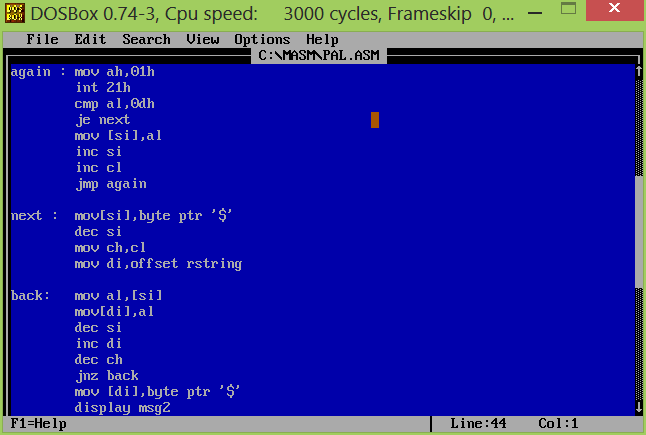 DOS BOX DOSBox 0.74-3, Cpu speed: 3000 cycles, Frameskip 0, ...
File Edit Search View Options Help
C:\MASM\PAL.ASM
again : mov ah,01h
int 21h
cmp al,0dh
je next
mov [si],al
inc si
inc cl
jmp again
next : mov[si],byte ptr '$'
dec si
mov ch,cl
mov di,offset rstring
back: mov al,[si]
mov[di],al
dec si
inc di
dec ch
jnz back
mov [di],byte ptr '$'
display msg2
F1=Help Line:44 Col:1